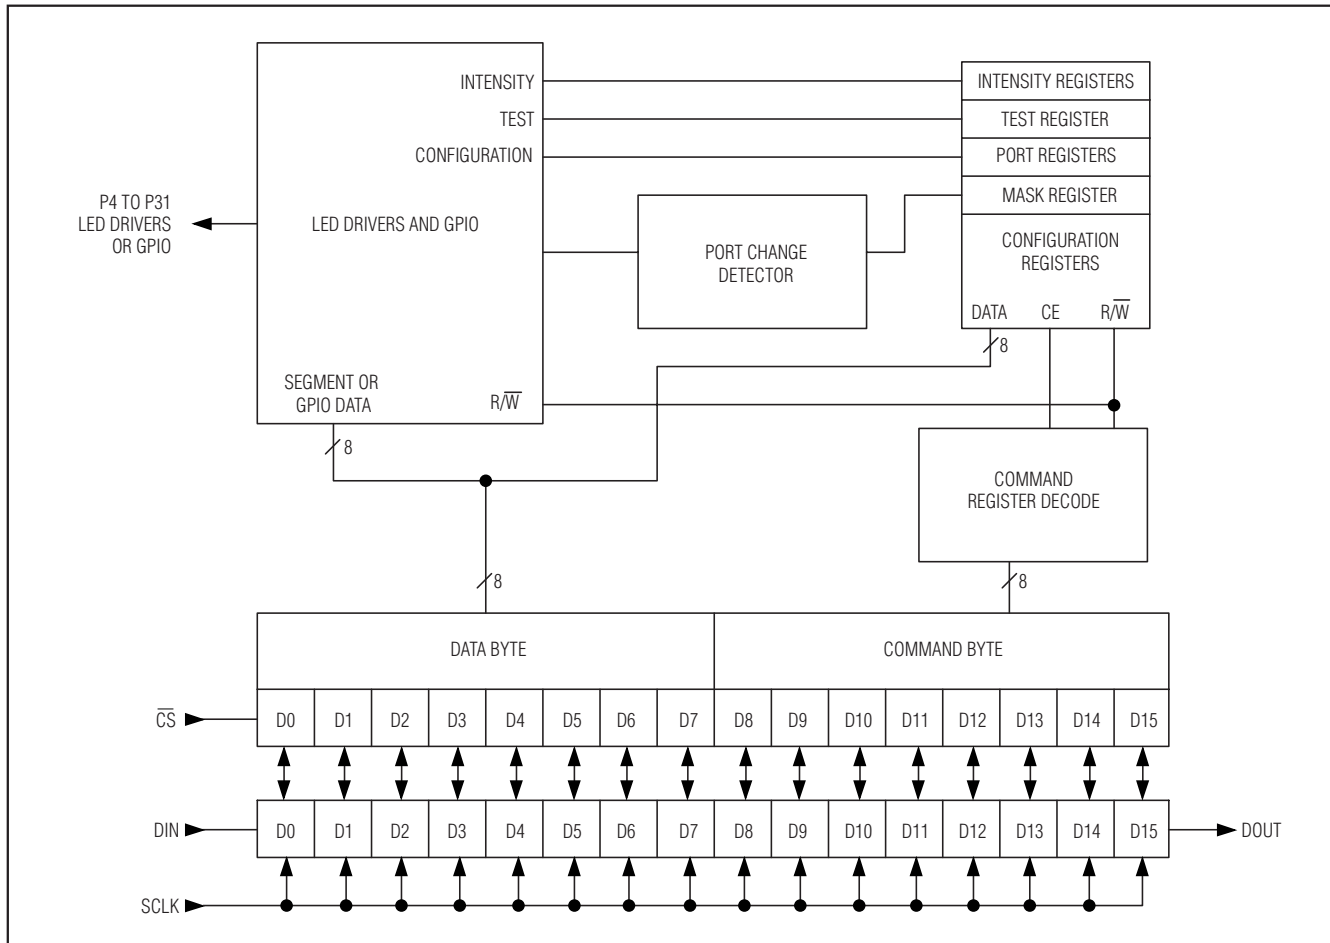 INTENSITY
TEST
CONFIGURATION
LED DRIVERS AND GPIO
SEGMENT OR
GPIO DATA
R/W̅
P4 TO P31
LED DRIVERS
OR GPIO
PORT CHANGE
DETECTOR
INTENSITY REGISTERS
TEST REGISTER
PORT REGISTERS
MASK REGISTER
CONFIGURATION
REGISTERS
DATA CE R/W̅
8
8
COMMAND
REGISTER DECODE
8
8
DATA BYTE COMMAND BYTE
C̅S̅ D0 D1 D2 D3 D4 D5 D6 D7 D8 D9 D10 D11 D12 D13 D14 D15
DIN D0 D1 D2 D3 D4 D5 D6 D7 D8 D9 D10 D11 D12 D13 D14 D15 DOUT
SCLK